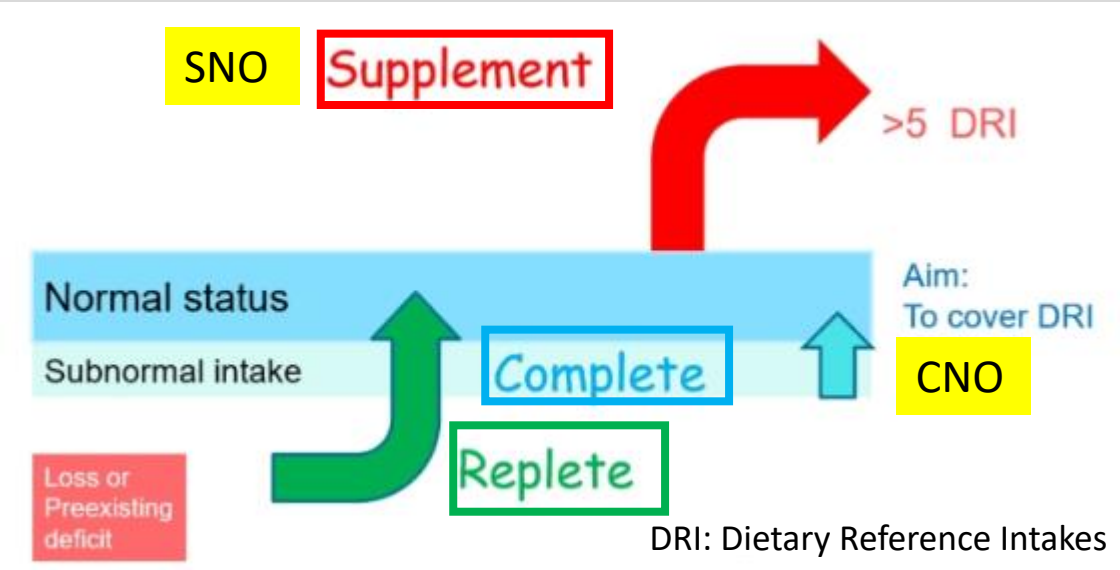 SNO
Supplement
>5 DRI
Normal status
Aim:
To cover DRI
Subnormal intake
Complete
CNO
Replete
Loss or
Preexisting
deficit
DRI: Dietary Reference Intakes